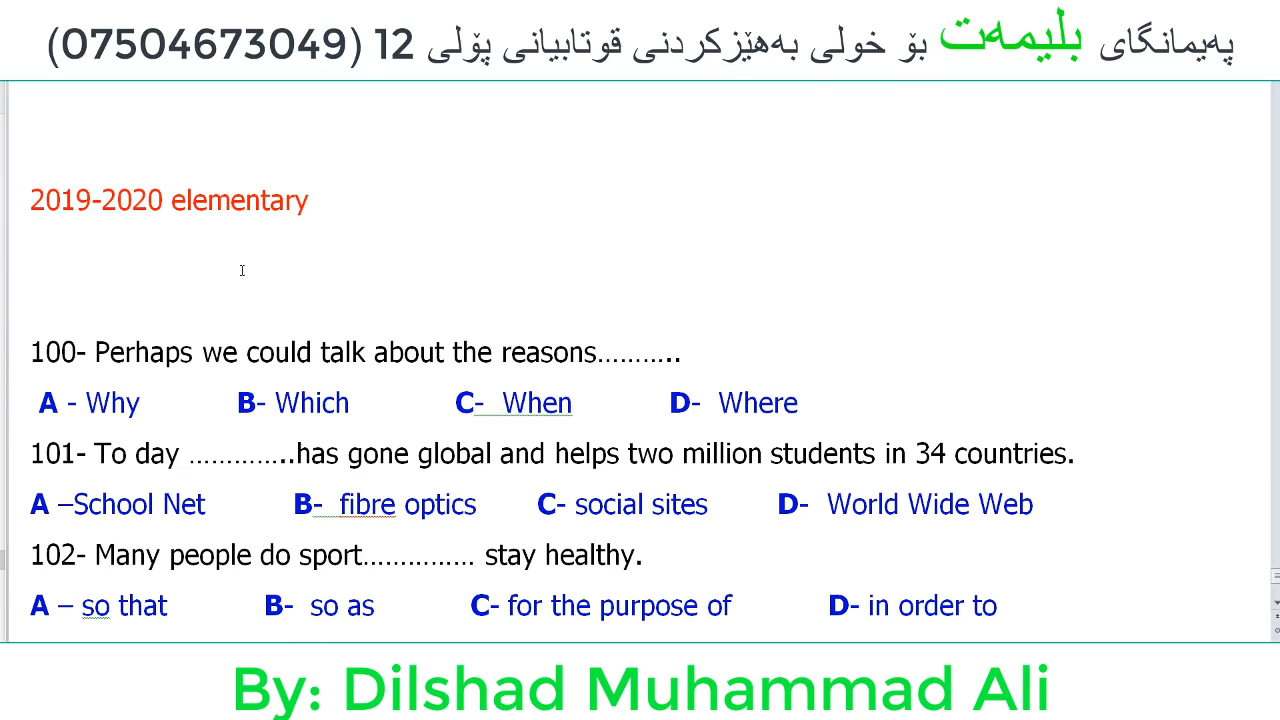 پەیمانگای بلیمەت بۆ خولی بەهێزکردنی قوتابیانی پۆلی 12 (07504673049)
2019-2020 elementary
100- Perhaps we could talk about the reasons………..
A - Why B- Which C- When D- Where
101- To day …………..has gone global and helps two million students in 34 countries.
A –School Net B- fibre optics C- social sites D- World Wide Web
102- Many people do sport…………… stay healthy.
A – so that B- so as C- for the purpose of D- in order to
By: Dilshad Muhammad Ali